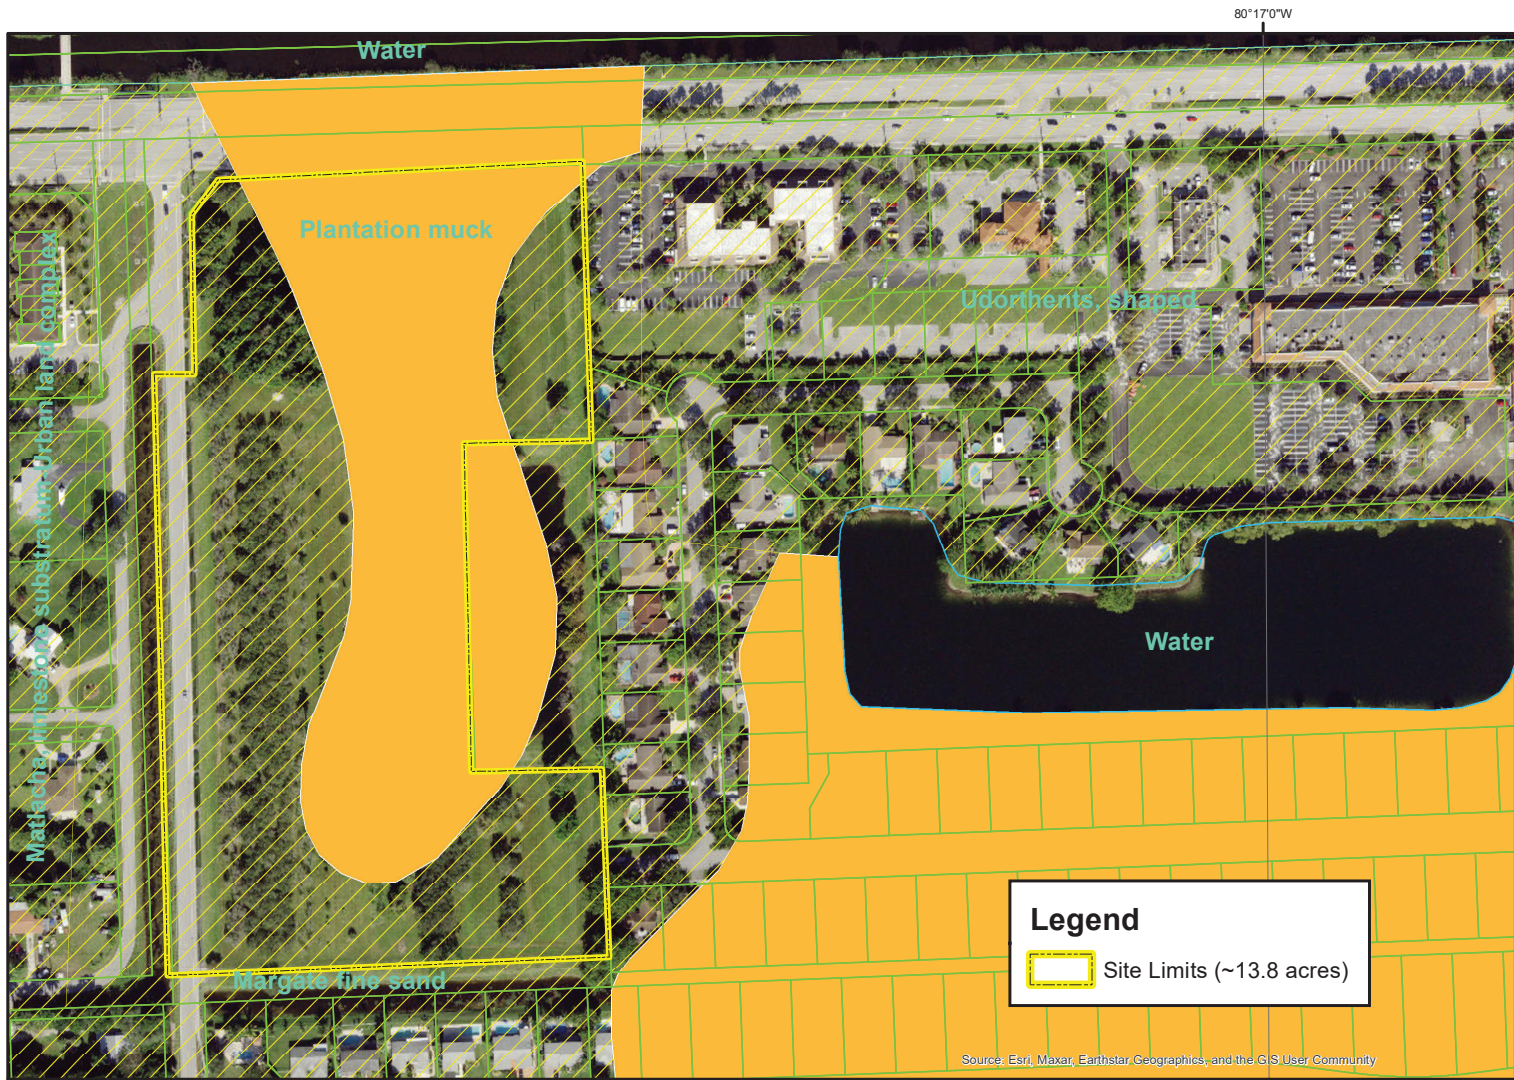 80°17'0"W
Water
Plantation muck
Udorthents, shaped
Matlacha, limestone substratum-Urban land complex
Water
Margate fine sand
Legend
Site Limits (~13.8 acres)
Source: Esri, Maxar, Earthstar Geographics, and the GIS User Community